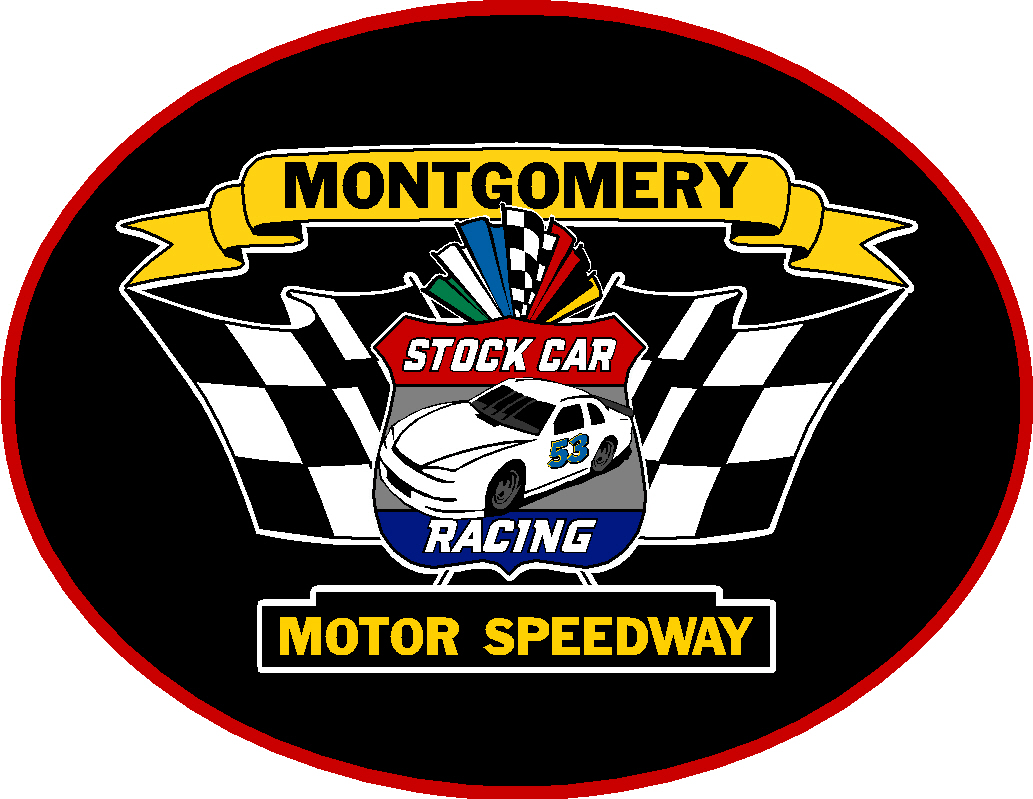 MONTGOMERY
STOCK CAR
53
RACING
MOTOR SPEEDWAY